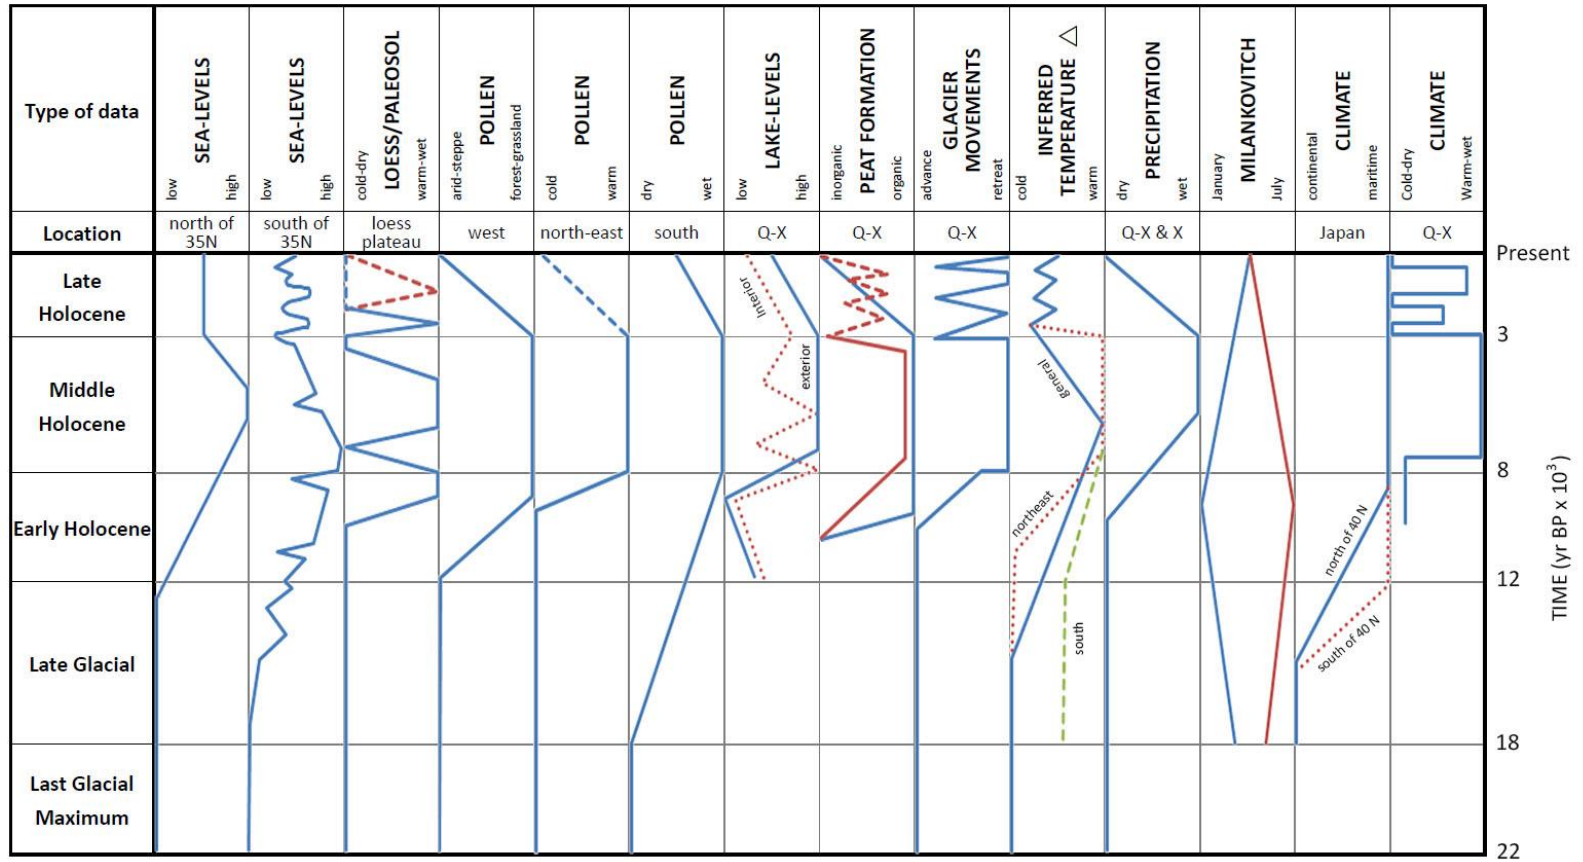 Type of data
SEA-LEVELS
low
high
SEA-LEVELS
low
high
LOESS/PALEOSOL
cold-dry
warm-wet
POLLEN
arid-steppe
forest-grassland
POLLEN
cold
warm
POLLEN
dry
wet
LAKE-LEVELS
low
high
PEAT FORMATION
inorganic
organic
GLACIER
MOVEMENTS
advance
retreat
INFERRED
TEMPERATURE △
cold
warm
PRECIPITATION
dry
wet
MILANKOVITCH
January
July
CLIMATE
continental
maritime
CLIMATE
Cold-dry
Warm-wet
Location
north of
35N
south of
35N
loess
plateau
west
north-east
south
Q-X
Q-X
Q-X
Q-X & X
Japan
Q-X
Present
Late
Holocene
Interior
3
Middle
Holocene
exterior
general
8
Early Holocene
northeast
north of 40 N
12
Late Glacial
south
south of 40 N
18
Last Glacial
Maximum
22
TIME (yr BP x 10³)